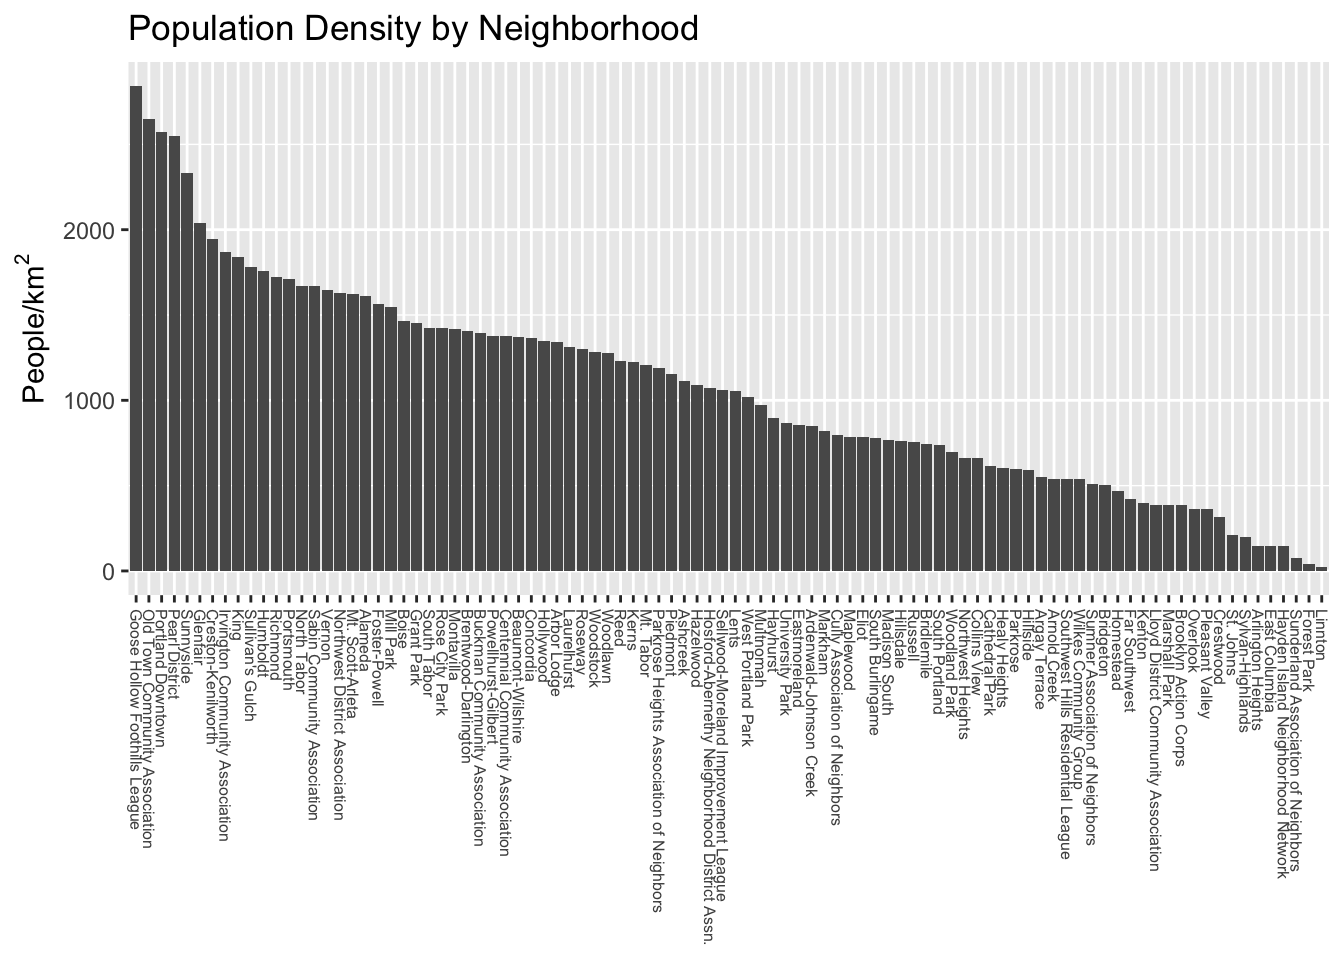 Population Density by Neighborhood
People/km²
2000
1000
0
Goose Hollow Foothills League
Old Town Community Association
Portland Downtown
Pearl District
Sunnyside
Glenfair
Creston-Kenilworth
Irvington Community Association
King
Sullivan's Gulch
Humboldt
Richmond
Portsmouth
North Tabor
Sabin Community Association
Vernon
Northwest District Association
Mt. Scott-Arleta
Alameda
Foster-Powell
Mill Park
Boise
Grant Park
South Tabor
Rose City Park
Montavilla
Brentwood-Darlington
Buckman Community Association
Powellhurst-Gilbert
Centennial Community Association
Beaumont-Wilshire
Concordia
Hollywood
Arbor Lodge
Laurelhurst
Roseway
Woodstock
Woodlawn
Reed
Kerns
Mt. Tabor
Parkrose Heights Association of Neighbors
Piedmont
Ashcreek
Hazelwood
Hosford-Abernethy Neighborhood District Assn.
Sellwood-Moreland Improvement League
Lents
West Portland Park
Multnomah
Hayhurst
University Park
Eastmoreland
Ardenwald-Johnson Creek
Markham
Cully Association of Neighbors
Maplewood
Eliot
South Burlingame
Madison South
Hillsdale
Russell
Bridlemile
South Portland
Woodland Park
Northwest Heights
Collins View
Cathedral Park
Healy Heights
Parkrose
Hillside
Argay Terrace
Arnold Creek
Southwest Hills Residential League
Wilkes Community Group
Sumner Association of Neighbors
Bridgeton
Homestead
Far Southwest
Kenton
Lloyd District Community Association
Marshall Park
Brooklyn Action Corps
Overlook
Pleasant Valley
Crestwood
St. Johns
Sylvan-Highlands
Arlington Heights
East Columbia
Hayden Island Neighborhood Network
Sunderland Association of Neighbors
Forest Park
Linnton